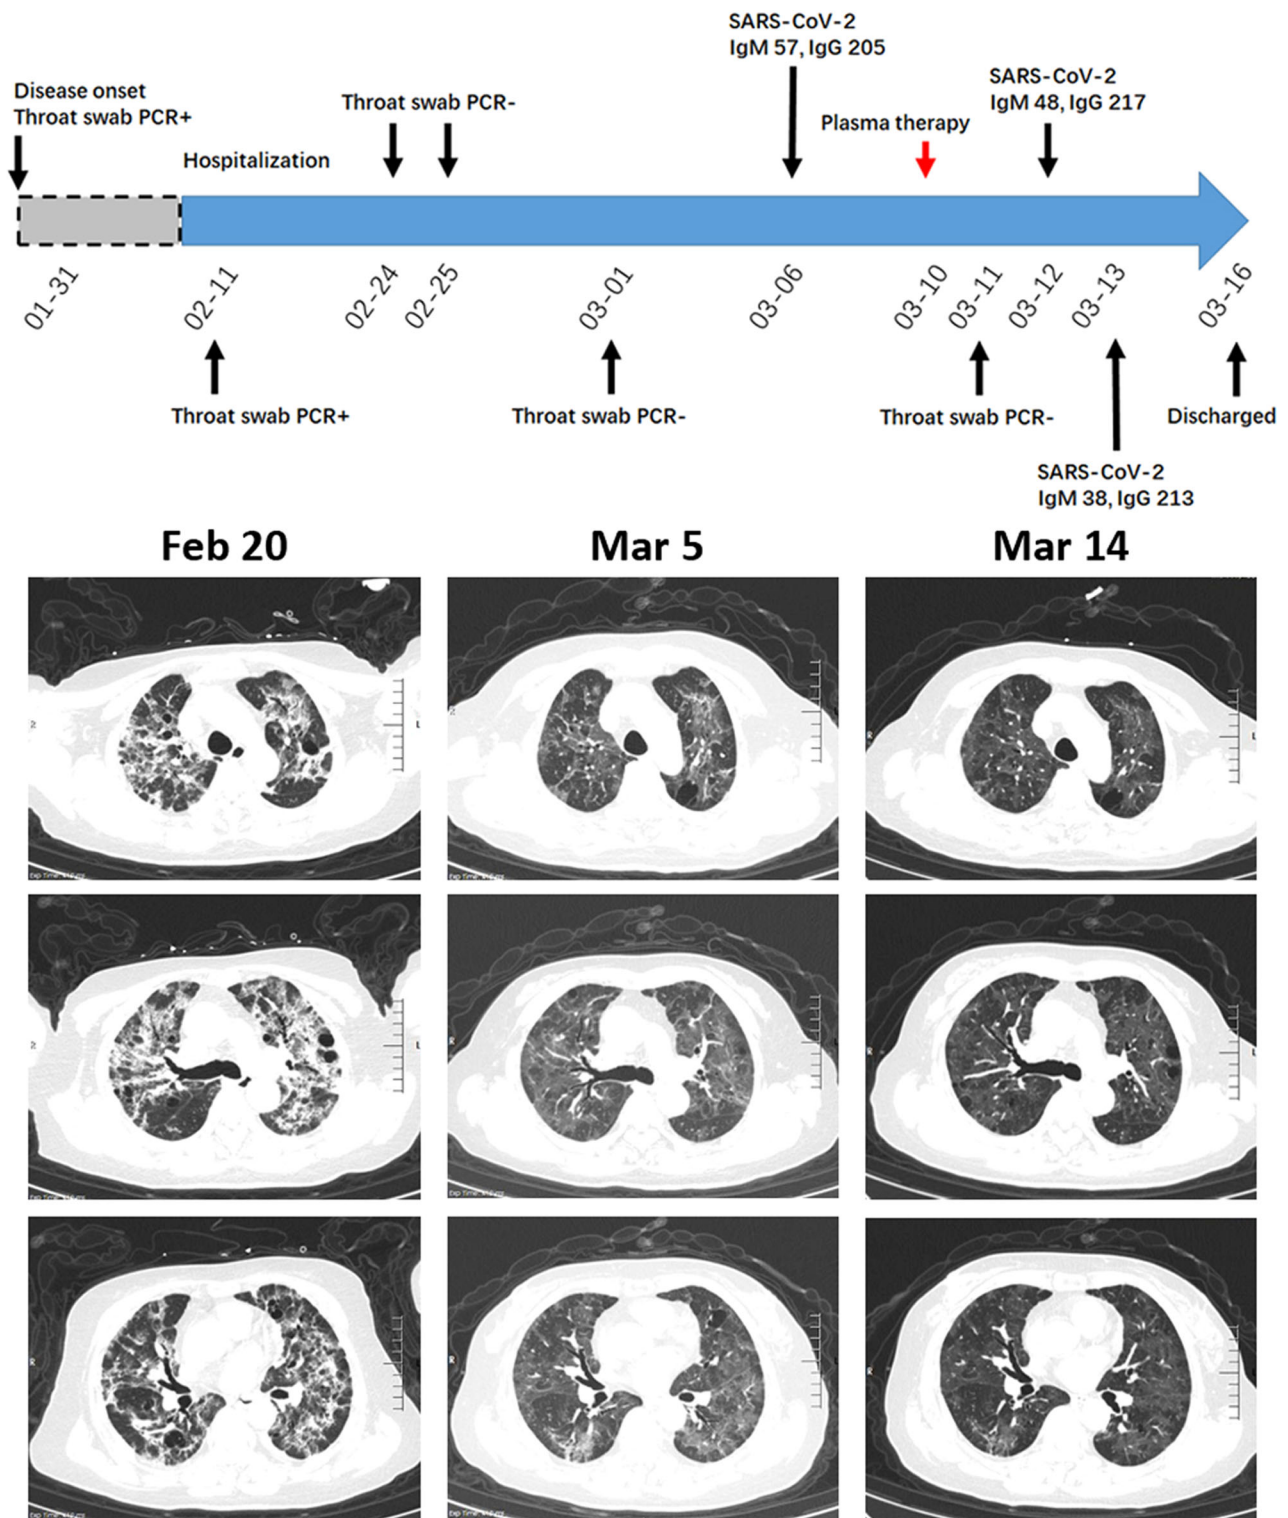 SARS-CoV-2
IgM 57, IgG 205
SARS-CoV-2
IgM 48, IgG 217
Disease onset
Throat swab PCR+
Throat swab PCR-
Plasma therapy
Hospitalization
01-31
02-11
02-24
02-25
03-01
03-06
03-10
03-11
03-12
03-13
03-16
Throat swab PCR+
Throat swab PCR-
Throat swab PCR-
Discharged
SARS-CoV-2
IgM 38, IgG 213
Feb 20
Mar 5
Mar 14
L
R
L
L
R
R
L
R
R
R